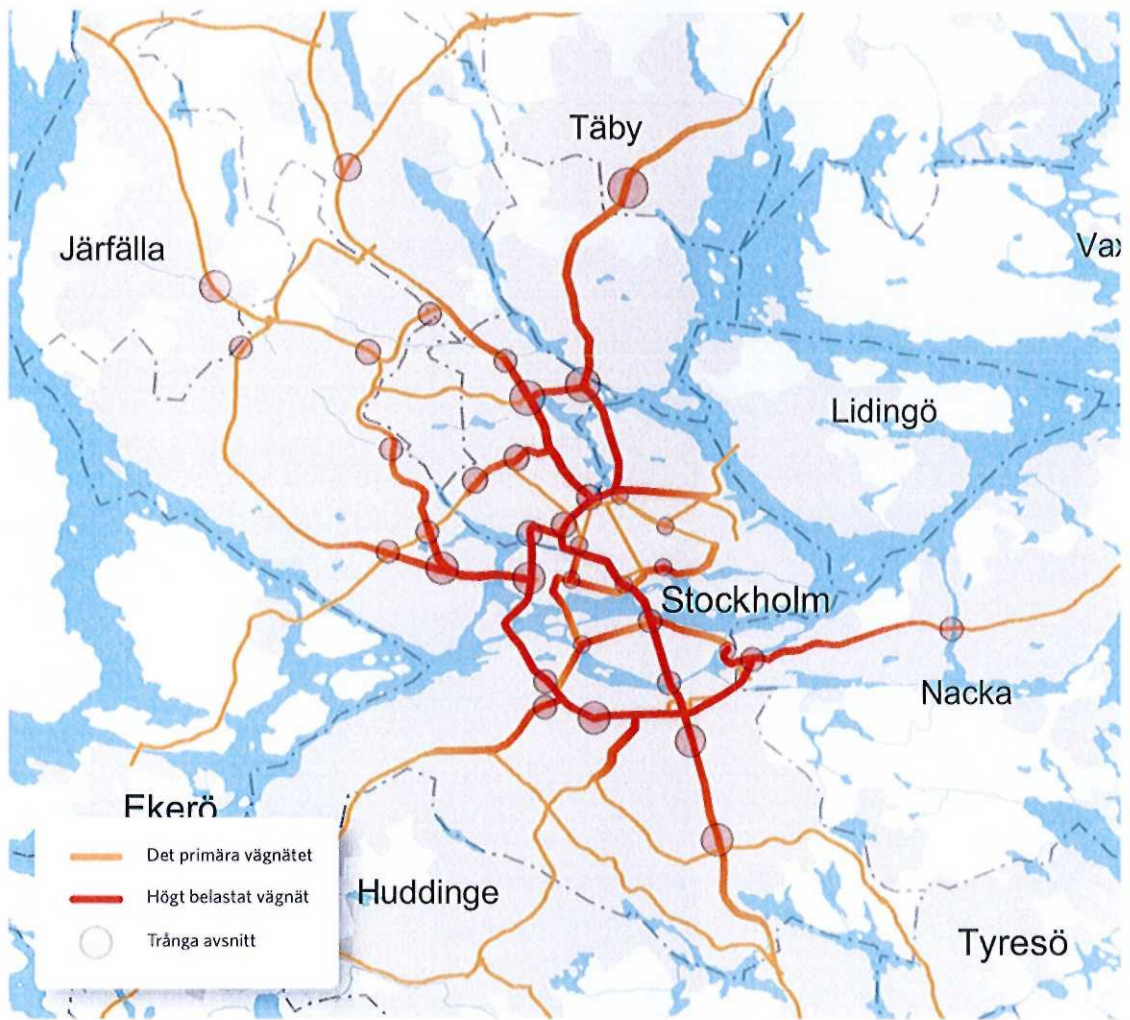 Täby
Järfälla
Vax
Lidingö
Stockholm
Nacka
Ekerö
Det primära vägnätet
Högt belastat vägnät
Trånga avsnitt
Huddinge
Tyresö